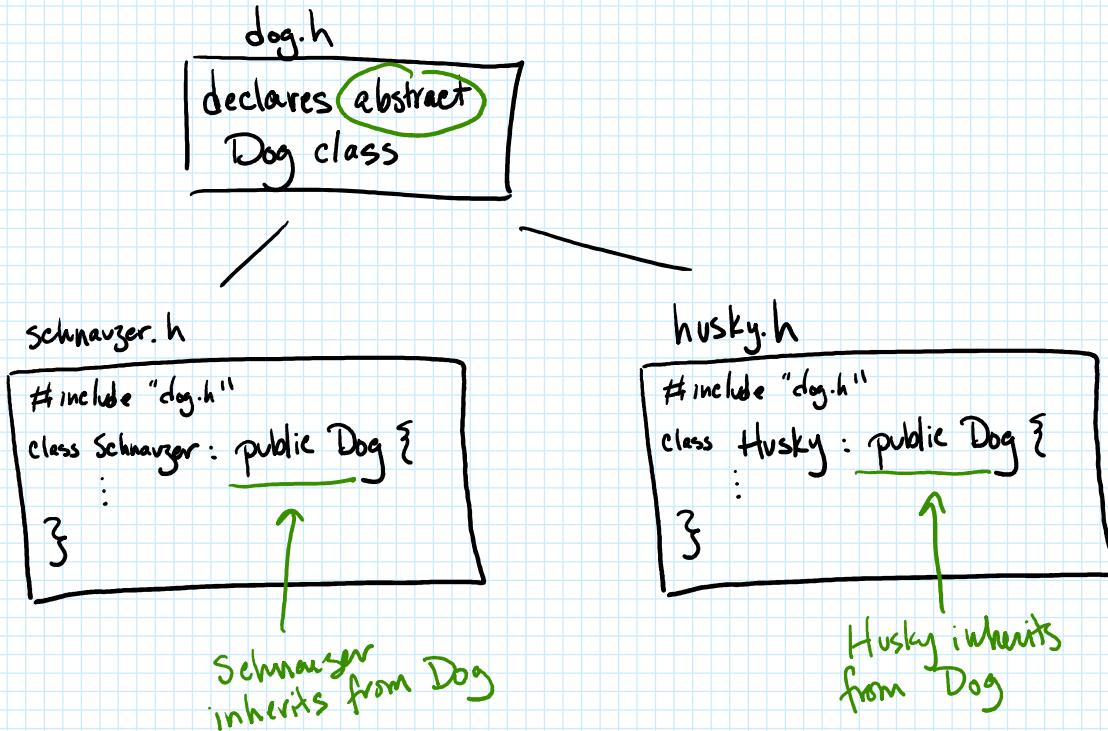 dog.h
declares abstract
Dog class
schnauzer.h
#include "dog.h"
class Schnauzer : public Dog {
⋮
}
Schnauzer
inherits from Dog
husky.h
#include "dog.h"
class Husky : public Dog {
⋮
}
Husky inherits
from Dog